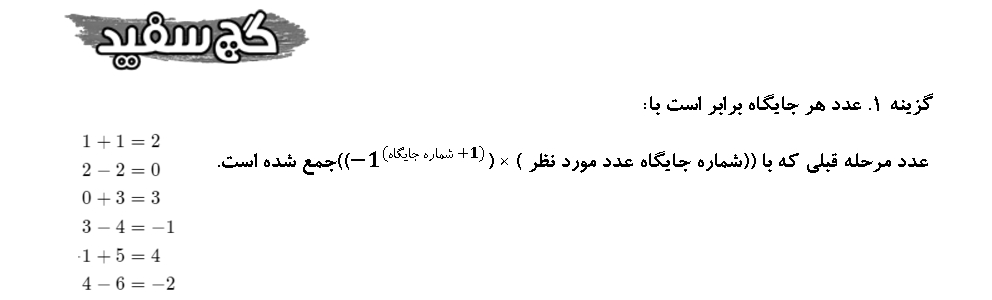 گچ سفید
گزینه ۱. عدد هر جایگاه برابر است با:
عدد مرحله قبلی که با ((شماره جایگاه عدد مورد نظر ) × (−1^(شماره جایگاه +1)))جمع شده است.
1 + 1 = 2
2 − 2 = 0
0 + 3 = 3
3 − 4 = −1
-1 + 5 = 4
4 − 6 = −2